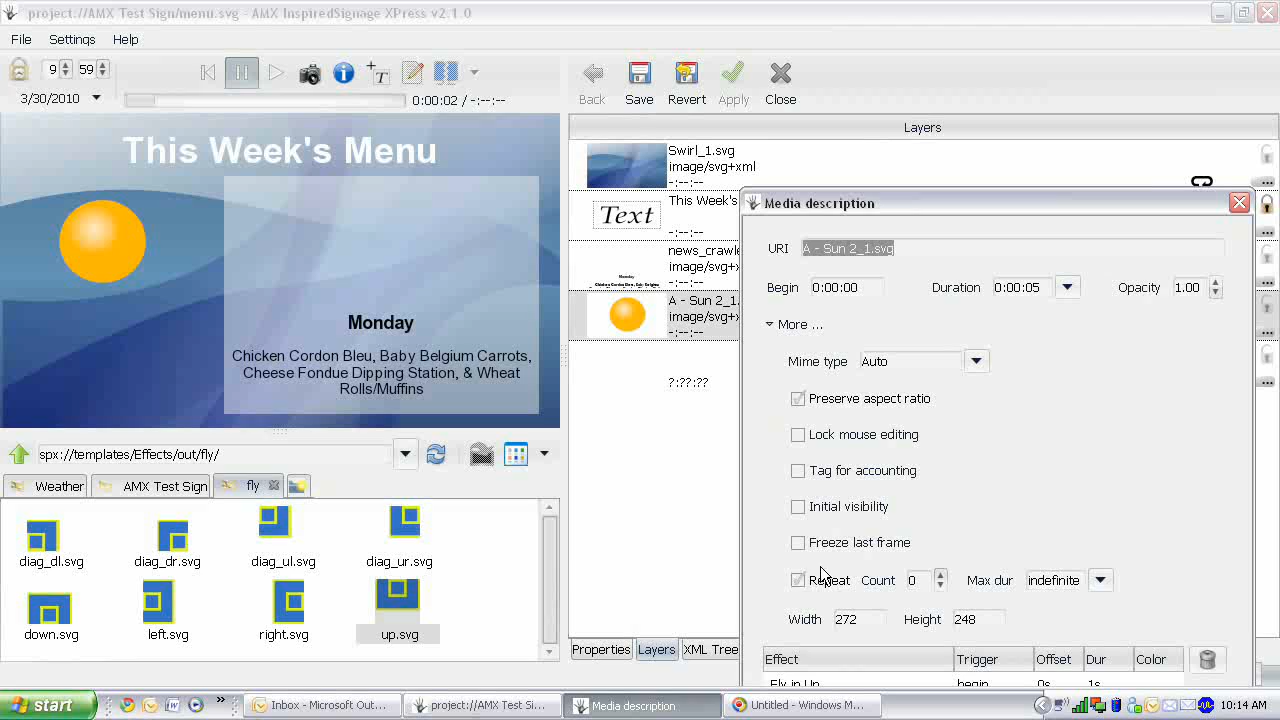 project://AMX Test Sign/menu.svg - AMX InspiredSignage XPress v2.1.0
File Settings Help
9 59
3/30/2010
0:00:02 / -:--:--
T
Back Save Revert Apply Close
Layers
This Week's Menu
Monday
Chicken Cordon Bleu, Baby Belgium Carrots,
Cheese Fondue Dipping Station, & Wheat
Rolls/Muffins
Swirl_1.svg
image/svg+xml
-:--:--
Text
This Week's
-:--:--
news_crawle
image/svg+x
-:--:--
Monday
A - Sun 2_1.
image/svg+x
-:--:--
?:??:??
Media description
URI A - Sun 2_1.svg
Begin 0:00:00 Duration 0:00:05 Opacity 1.00
More ...
Mime type Auto
Preserve aspect ratio
Lock mouse editing
Tag for accounting
Initial visibility
Freeze last frame
Repeat Count 0 Max dur indefinite
Width 272 Height 248
Effect Trigger Offset Dur Color
Fly in Up begin 0s 1s
spx://templates/Effects/out/fly/
Weather AMX Test Sign fly
diag_dl.svg diag_dr.svg diag_ul.svg diag_ur.svg
down.svg left.svg right.svg up.svg
Properties Layers XML Tree
start
Inbox - Microsoft Out...
project://AMX Test Si...
Media description
Untitled - Windows M...
10:14 AM